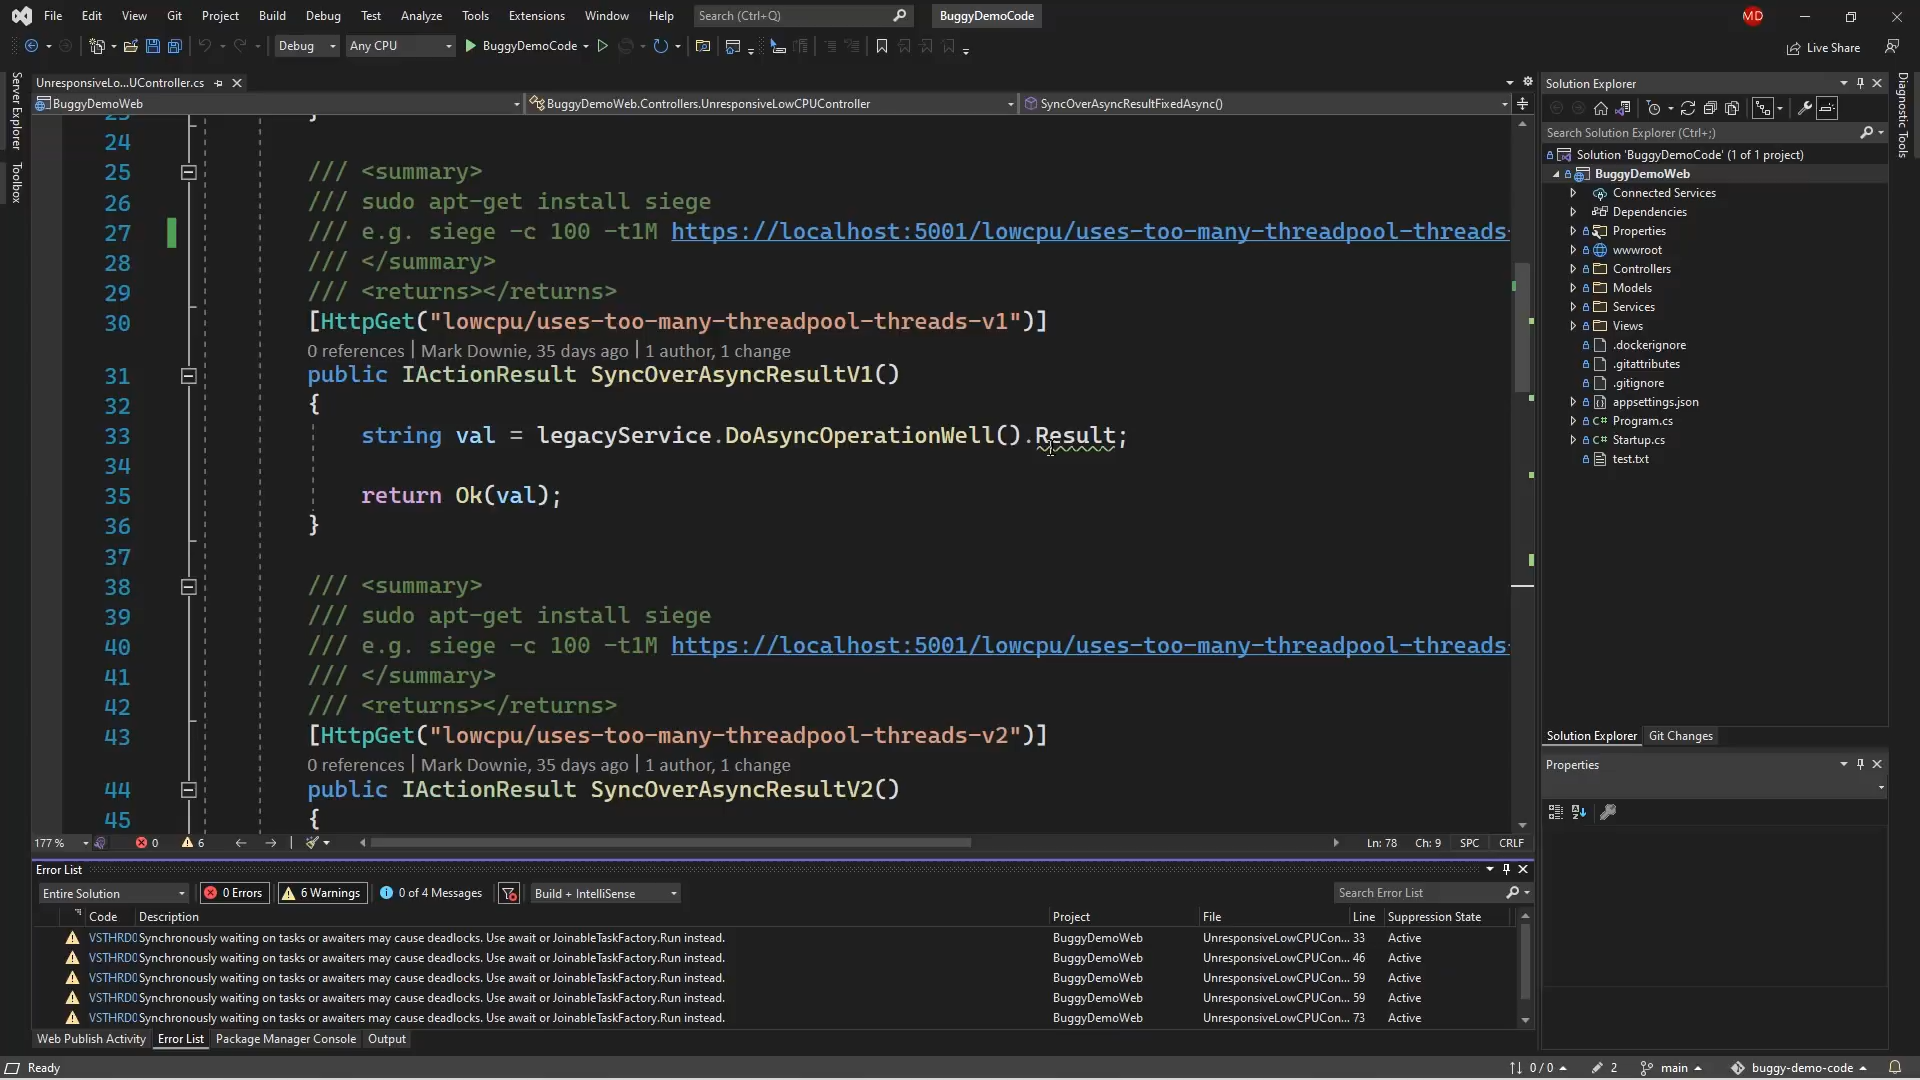 File Edit View Git Project Build Debug Test Analyze Tools Extensions Window Help Search (Ctrl+Q) BuggyDemoCode MD
Debug Any CPU BuggyDemoCode Live Share
Server Explorer
Toolbox
UnresponsiveLo...UController.cs
BuggyDemoWeb BuggyDemoWeb.Controllers.UnresponsiveLowCPUController SyncOverAsyncResultFixedAsync()
23 }
24
25 /// <summary>
26 /// sudo apt-get install siege
27 /// e.g. siege -c 100 -t1M https://localhost:5001/lowcpu/uses-too-many-threadpool-threads-
28 /// </summary>
29 /// <returns></returns>
30 [HttpGet("lowcpu/uses-too-many-threadpool-threads-v1")]
0 references | Mark Downie, 35 days ago | 1 author, 1 change
31 public IActionResult SyncOverAsyncResultV1()
32 {
33 string val = legacyService.DoAsyncOperationWell().Result;
34
35 return Ok(val);
36 }
37
38 /// <summary>
39 /// sudo apt-get install siege
40 /// e.g. siege -c 100 -t1M https://localhost:5001/lowcpu/uses-too-many-threadpool-threads-
41 /// </summary>
42 /// <returns></returns>
43 [HttpGet("lowcpu/uses-too-many-threadpool-threads-v2")]
0 references | Mark Downie, 35 days ago | 1 author, 1 change
44 public IActionResult SyncOverAsyncResultV2()
45 {
177 % 0 6 Ln: 78 Ch: 9 SPC CRLF
Error List
Entire Solution 0 Errors 6 Warnings 0 of 4 Messages Build + IntelliSense Search Error List
Code Description Project File Line Suppression State
VSTHRD0 Synchronously waiting on tasks or awaiters may cause deadlocks. Use await or JoinableTaskFactory.Run instead. BuggyDemoWeb UnresponsiveLowCPUCon... 33 Active
VSTHRD0 Synchronously waiting on tasks or awaiters may cause deadlocks. Use await or JoinableTaskFactory.Run instead. BuggyDemoWeb UnresponsiveLowCPUCon... 46 Active
VSTHRD0 Synchronously waiting on tasks or awaiters may cause deadlocks. Use await or JoinableTaskFactory.Run instead. BuggyDemoWeb UnresponsiveLowCPUCon... 59 Active
VSTHRD0 Synchronously waiting on tasks or awaiters may cause deadlocks. Use await or JoinableTaskFactory.Run instead. BuggyDemoWeb UnresponsiveLowCPUCon... 59 Active
VSTHRD0 Synchronously waiting on tasks or awaiters may cause deadlocks. Use await or JoinableTaskFactory.Run instead. BuggyDemoWeb UnresponsiveLowCPUCon... 73 Active
Web Publish Activity Error List Package Manager Console Output
Solution Explorer
Search Solution Explorer (Ctrl+;)
Solution 'BuggyDemoCode' (1 of 1 project)
BuggyDemoWeb
Connected Services
Dependencies
Properties
wwwroot
Controllers
Models
Services
Views
.dockerignore
.gitattributes
.gitignore
appsettings.json
C# Program.cs
C# Startup.cs
test.txt
Solution Explorer Git Changes
Properties
Diagnostic Tools
Ready 0 / 0 2 main buggy-demo-code